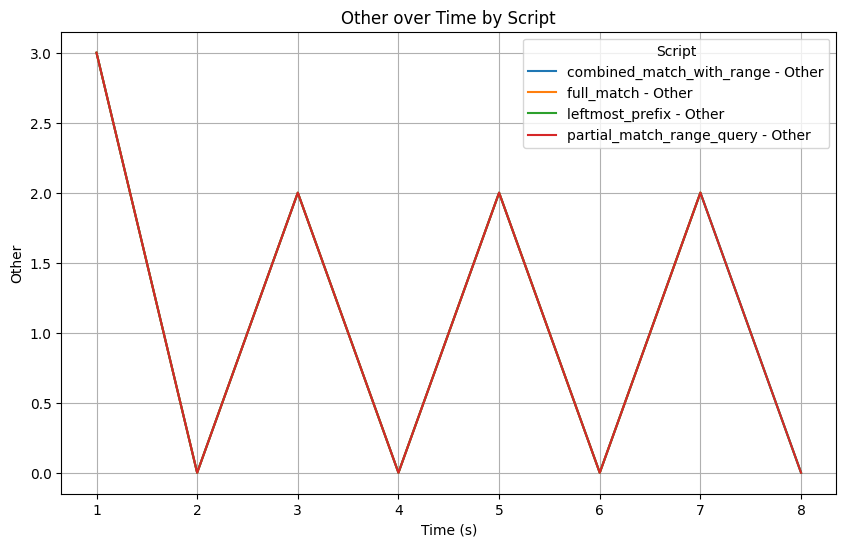 Other over Time by Script
Script
combined_match_with_range - Other
full_match - Other
leftmost_prefix - Other
partial_match_range_query - Other
Other
3.0
2.5
2.0
1.5
1.0
0.5
0.0
1 2 3 4 5 6 7 8
Time (s)